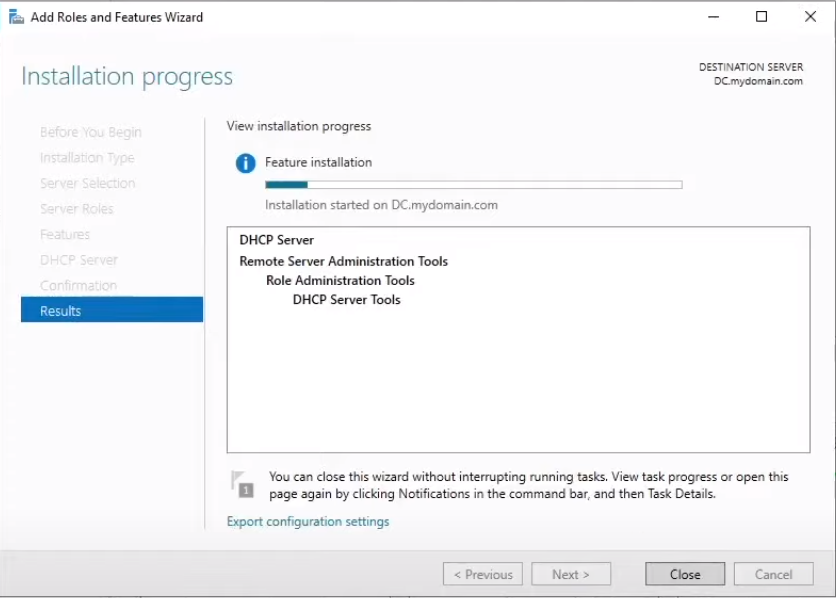 Add Roles and Features Wizard
Installation progress
DESTINATION SERVER
DC.mydomain.com
Before You Begin
Installation Type
Server Selection
Server Roles
Features
DHCP Server
Confirmation
Results
View installation progress
Feature installation
Installation started on DC.mydomain.com
DHCP Server
Remote Server Administration Tools
Role Administration Tools
DHCP Server Tools
1
You can close this wizard without interrupting running tasks. View task progress or open this
page again by clicking Notifications in the command bar, and then Task Details.
Export configuration settings
< Previous
Next >
Close
Cancel